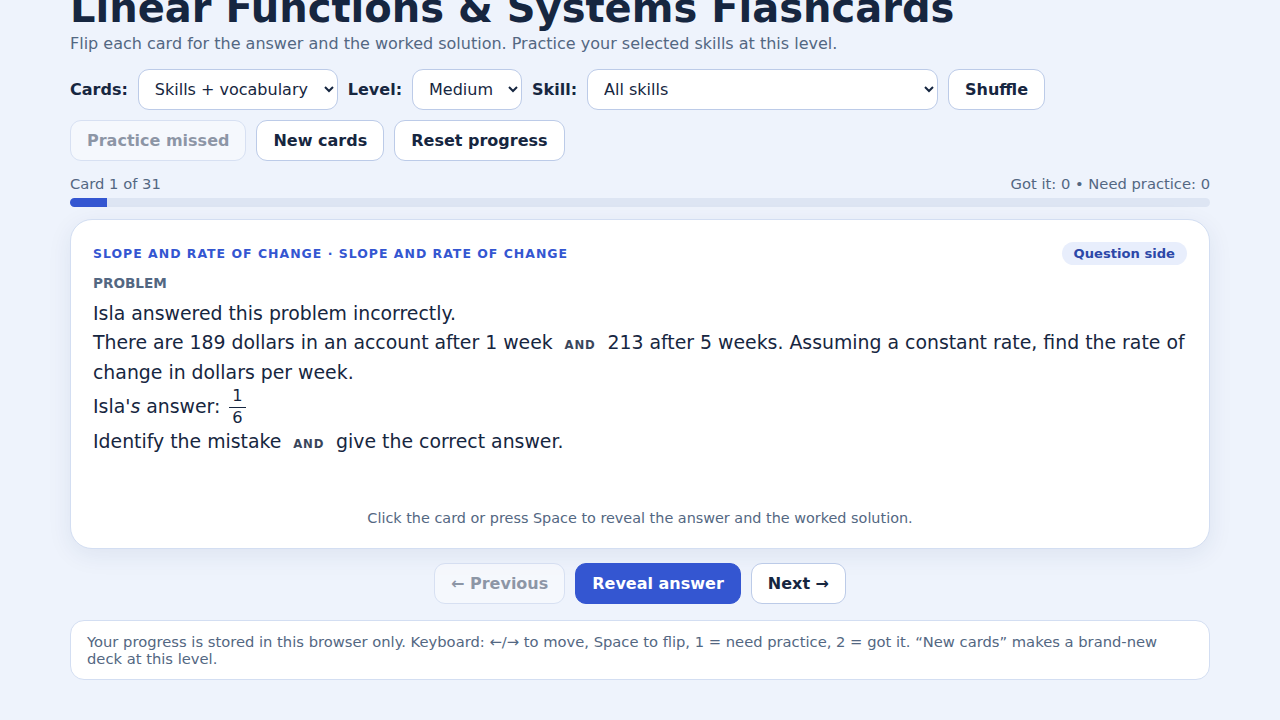 Linear Functions & Systems Flashcards
Flip each card for the answer and the worked solution. Practice your selected skills at this level.
Cards: Skills + vocabulary Level: Medium Skill: All skills Shuffle
Practice missed New cards Reset progress
Card 1 of 31 Got it: 0 • Need practice: 0
SLOPE AND RATE OF CHANGE · SLOPE AND RATE OF CHANGE Question side
PROBLEM
Isla answered this problem incorrectly.
There are 189 dollars in an account after 1 week AND 213 after 5 weeks. Assuming a constant rate, find the rate of
change in dollars per week.
Isla's answer: 1/6
Identify the mistake AND give the correct answer.
Click the card or press Space to reveal the answer and the worked solution.
← Previous Reveal answer Next →
Your progress is stored in this browser only. Keyboard: ←/→ to move, Space to flip, 1 = need practice, 2 = got it. “New cards” makes a brand-new
deck at this level.